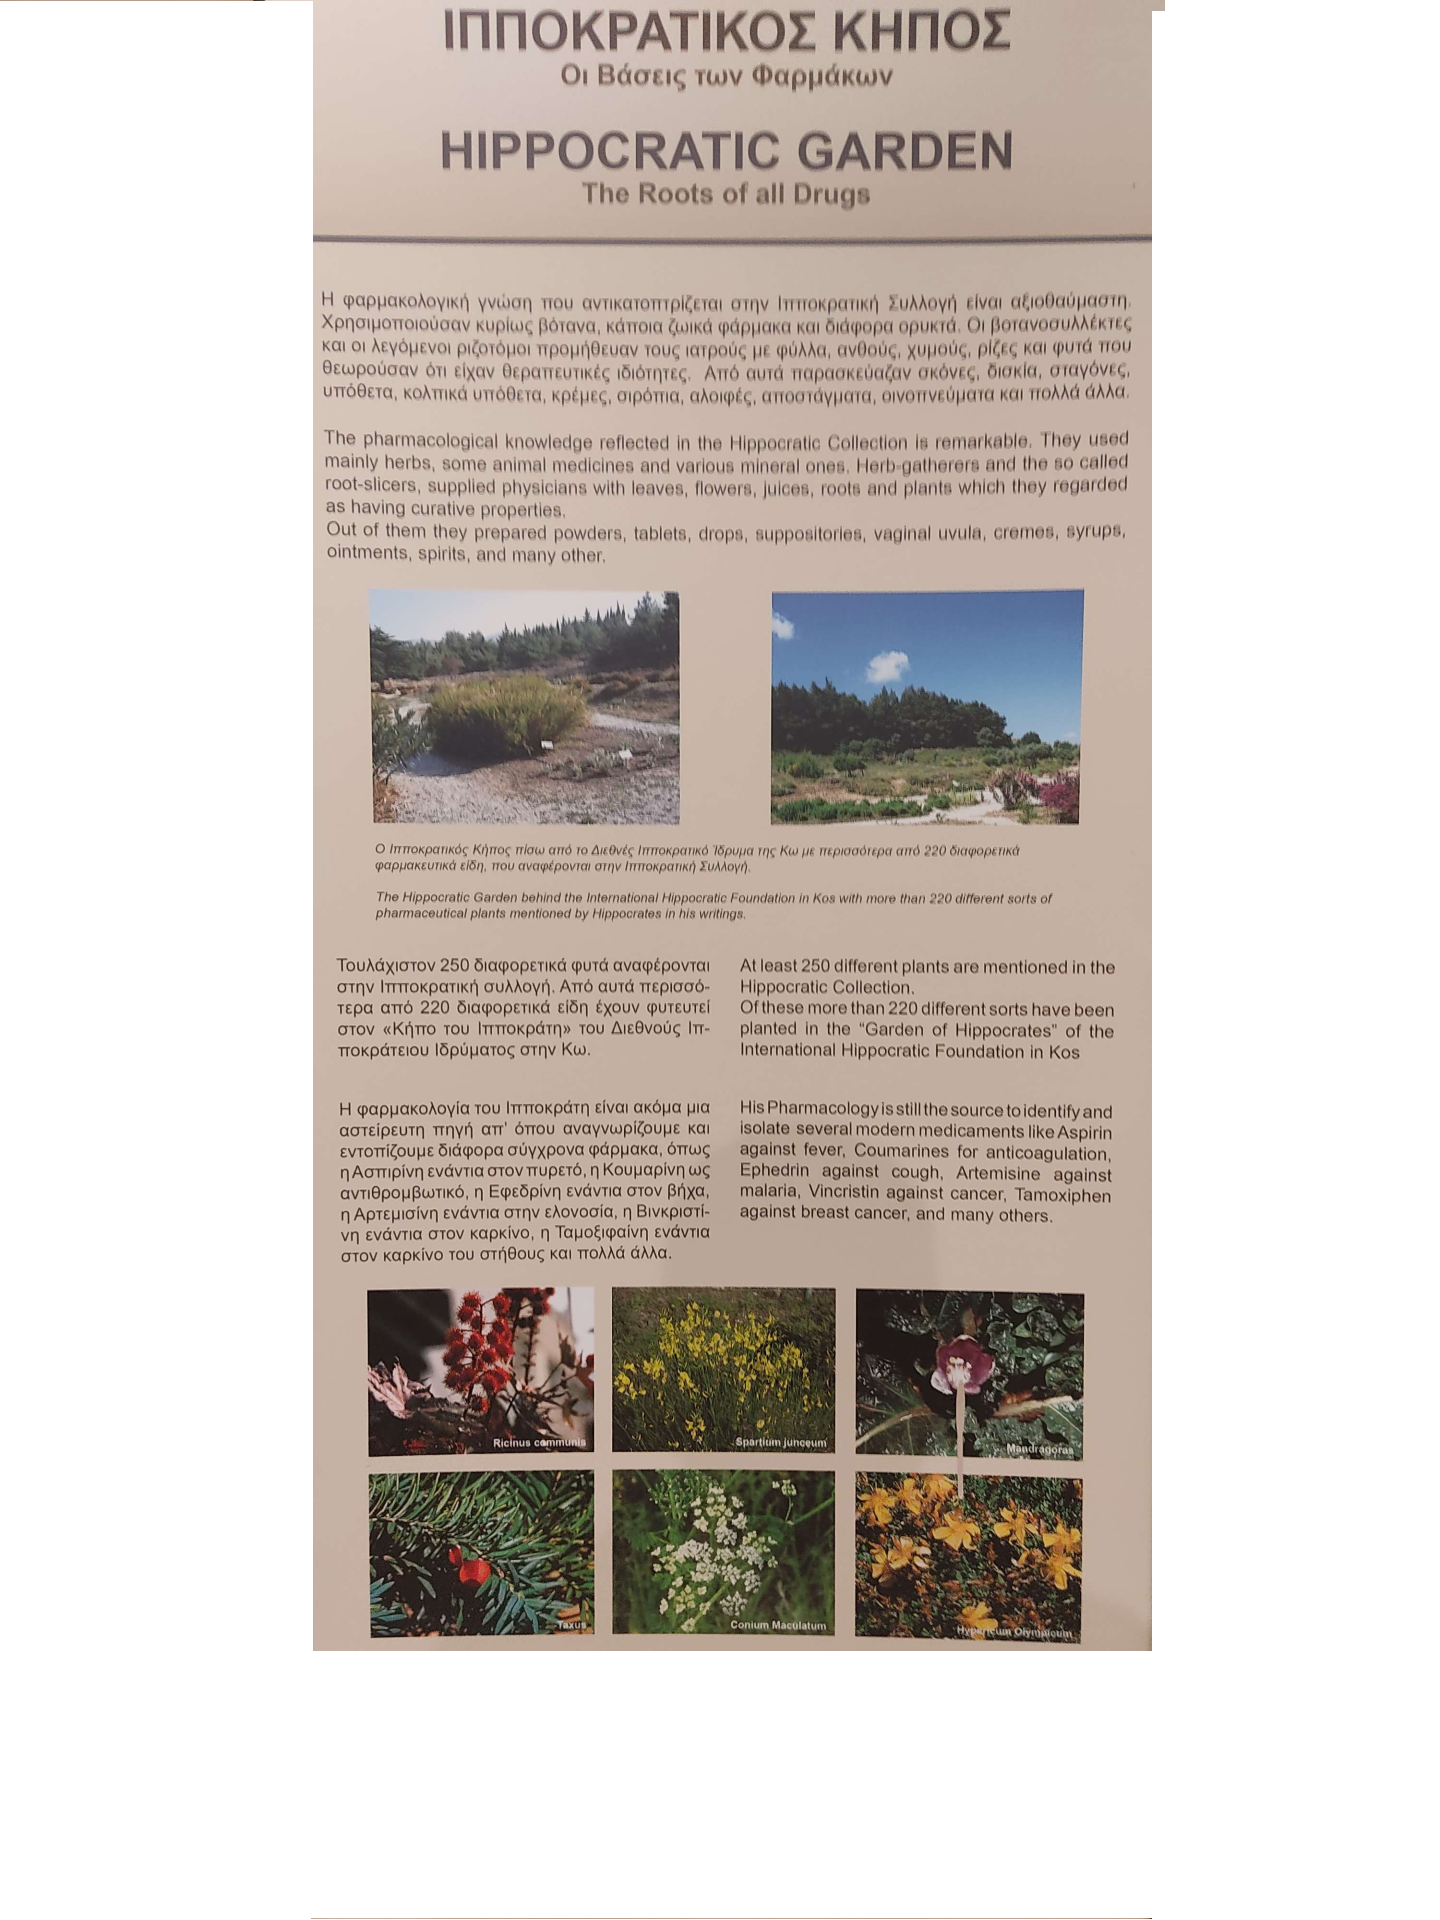 ΙΠΠΟΚΡΑΤΙΚΟΣ ΚΗΠΟΣ
Οι Βάσεις των Φαρμάκων
HIPPOCRATIC GARDEN
The Roots of all Drugs
Η φαρμακολογική γνώση που αντικατοπτρίζεται στην Ιπποκρατική Συλλογή είναι αξιοθαύμαστη.
Χρησιμοποιούσαν κυρίως βότανα, κάποια ζωικά φάρμακα και διάφορα ορυκτά. Οι βοτανοσυλλέκτες
και οι λεγόμενοι ριζοτόμοι προμήθευαν τους ιατρούς με φύλλα, ανθούς, χυμούς, ρίζες και φυτά που
θεωρούσαν ότι είχαν θεραπευτικές ιδιότητες. Από αυτά παρασκεύαζαν σκόνες, δισκία, σταγόνες,
υπόθετα, κολπικά υπόθετα, κρέμες, σιρόπια, αλοιφές, αποστάγματα, οινοπνεύματα και πολλά άλλα.
The pharmacological knowledge reflected in the Hippocratic Collection is remarkable. They used
mainly herbs, some animal medicines and various mineral ones. Herb-gatherers and the so called
root-slicers, supplied physicians with leaves, flowers, juices, roots and plants which they regarded
as having curative properties.
Out of them they prepared powders, tablets, drops, suppositories, vaginal uvula, cremes, syrups,
ointments, spirits, and many other.
Ο Ιπποκρατικός Κήπος πίσω από το Διεθνές Ιπποκρατικό Ίδρυμα της Κω με περισσότερα από 220 διαφορετικά
φαρμακευτικά είδη, που αναφέρονται στην Ιπποκρατική Συλλογή.
The Hippocratic Garden behind the International Hippocratic Foundation in Kos with more than 220 different sorts of
pharmaceutical plants mentioned by Hippocrates in his writings.
Τουλάχιστον 250 διαφορετικά φυτά αναφέρονται
στην Ιπποκρατική συλλογή. Από αυτά περισσό-
τερα από 220 διαφορετικά είδη έχουν φυτευτεί
στον «Κήπο του Ιπποκράτη» του Διεθνούς Ιπ-
ποκράτειου Ιδρύματος στην Κω.
At least 250 different plants are mentioned in the
Hippocratic Collection.
Of these more than 220 different sorts have been
planted in the "Garden of Hippocrates" of the
International Hippocratic Foundation in Kos
Η φαρμακολογία του Ιπποκράτη είναι ακόμα μια
αστείρευτη πηγή απ' όπου αναγνωρίζουμε και
εντοπίζουμε διάφορα σύγχρονα φάρμακα, όπως
η Ασπιρίνη ενάντια στον πυρετό, η Κουμαρίνη ως
αντιθρομβωτικό, η Εφεδρίνη ενάντια στον βήχα,
η Αρτεμισίνη ενάντια στην ελονοσία, η Βινκριστί-
νη ενάντια στον καρκίνο, η Ταμοξιφαίνη ενάντια
στον καρκίνο του στήθους και πολλά άλλα.
His Pharmacology is still the source to identify and
isolate several modern medicaments like Aspirin
against fever, Coumarines for anticoagulation,
Ephedrin against cough, Artemisine against
malaria, Vincristin against cancer, Tamoxiphen
against breast cancer, and many others.
Ricinus communis
Spartium junceum
Mandragoras
Taxus
Conium Maculatum
Hypericum Olympicum